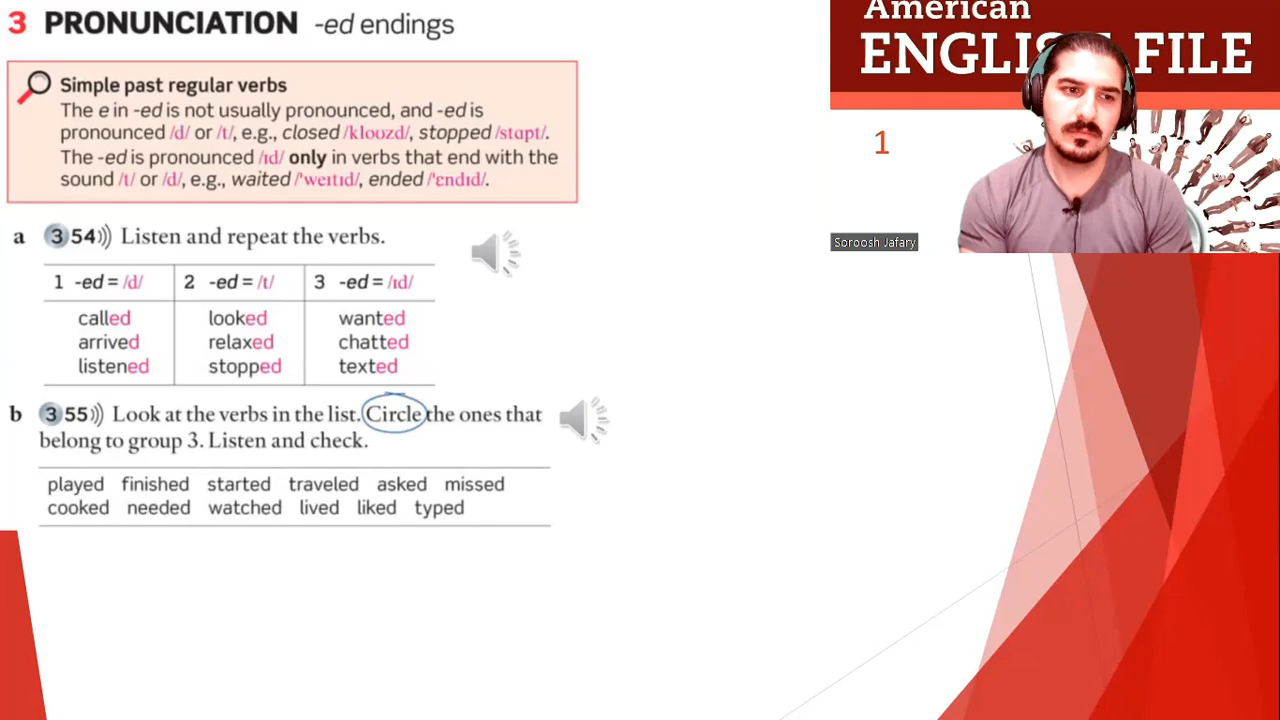 3 PRONUNCIATION -ed endings
Simple past regular verbs
The e in -ed is not usually pronounced, and -ed is
pronounced /d/ or /t/, e.g., closed /kloʊzd/, stopped /stɑpt/.
The -ed is pronounced /ɪd/ only in verbs that end with the
sound /t/ or /d/, e.g., waited /ˈweɪtɪd/, ended /ˈɛndɪd/.
a 3 54 Listen and repeat the verbs.
1 -ed = /d/ 2 -ed = /t/ 3 -ed = /ɪd/
called looked wanted
arrived relaxed chatted
listened stopped texted
b 3 55 Look at the verbs in the list. Circle the ones that
belong to group 3. Listen and check.
played finished started traveled asked missed
cooked needed watched lived liked typed
American
ENGLISH FILE
1
Soroosh Jafary